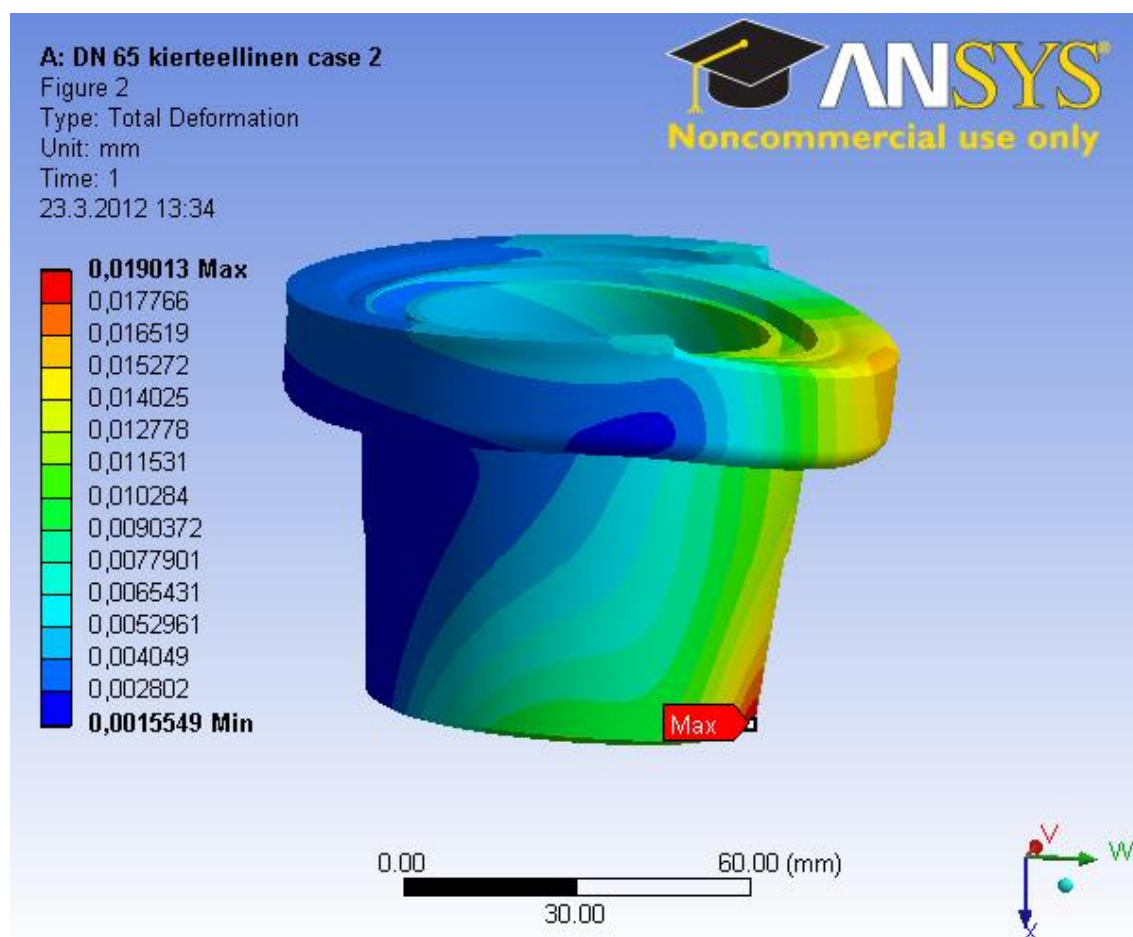 A: DN 65 kierteellinen case 2
Figure 2
Type: Total Deformation
Unit: mm
Time: 1
23.3.2012 13:34
ANSYS®
Noncommercial use only
0,019013 Max
0,017766
0,016519
0,015272
0,014025
0,012778
0,011531
0,010284
0,0090372
0,0077901
0,0065431
0,0052961
0,004049
0,002802
0,0015549 Min
Max
0.00
60.00 (mm)
30.00
V
W
X